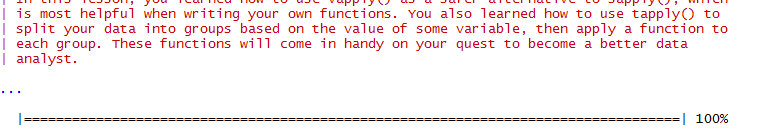 | In this lesson, you learned how to use vapply() as a safer alternative to sapply(), which
| is most helpful when writing your own functions. You also learned how to use tapply() to
| split your data into groups based on the value of some variable, then apply a function to
| each group. These functions will come in handy on your quest to become a better data
| analyst.
...
|===================================================================================| 100%